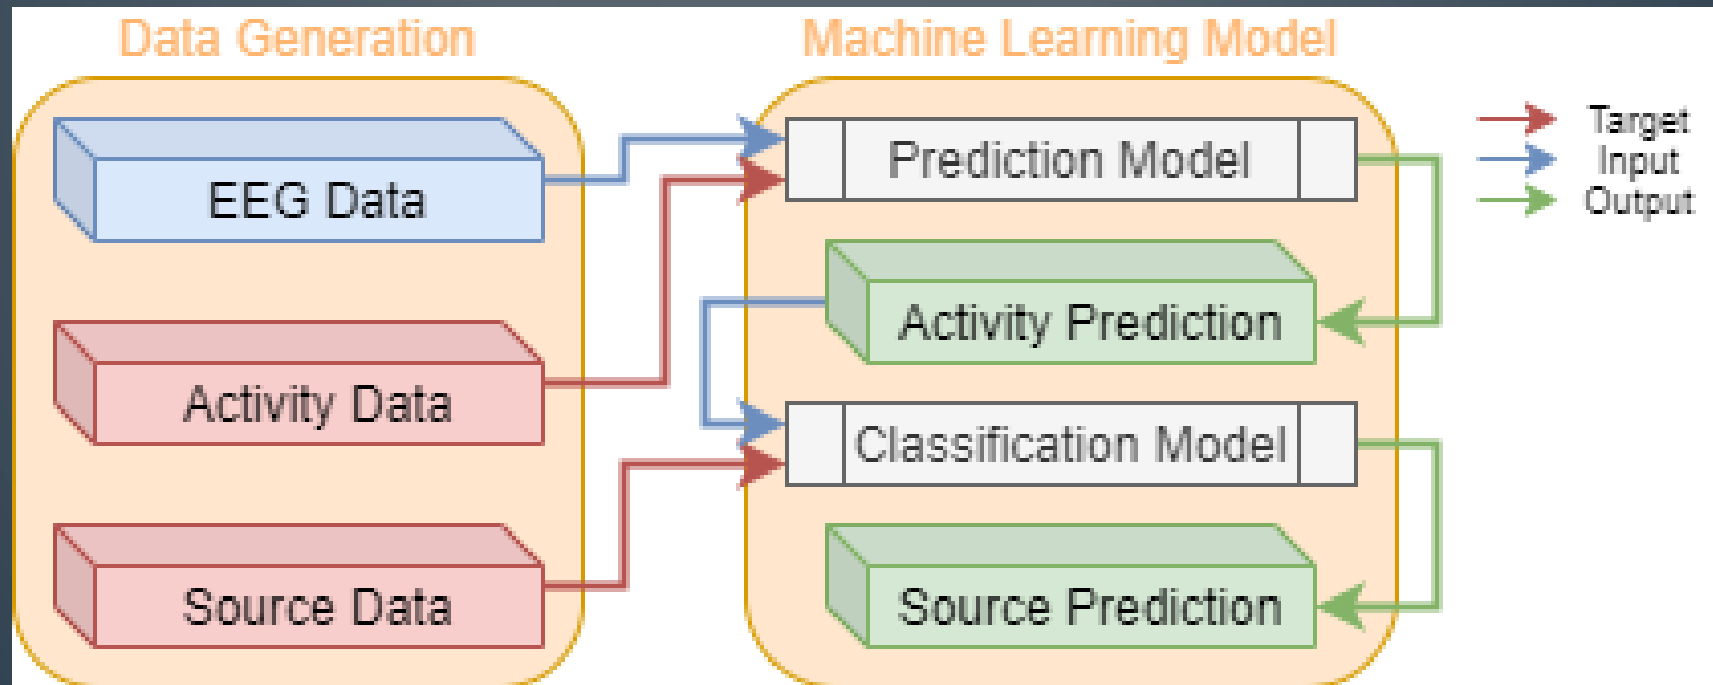 Data Generation
Machine Learning Model
EEG Data
Activity Data
Source Data
Prediction Model
Activity Prediction
Classification Model
Source Prediction
Target
Input
Output